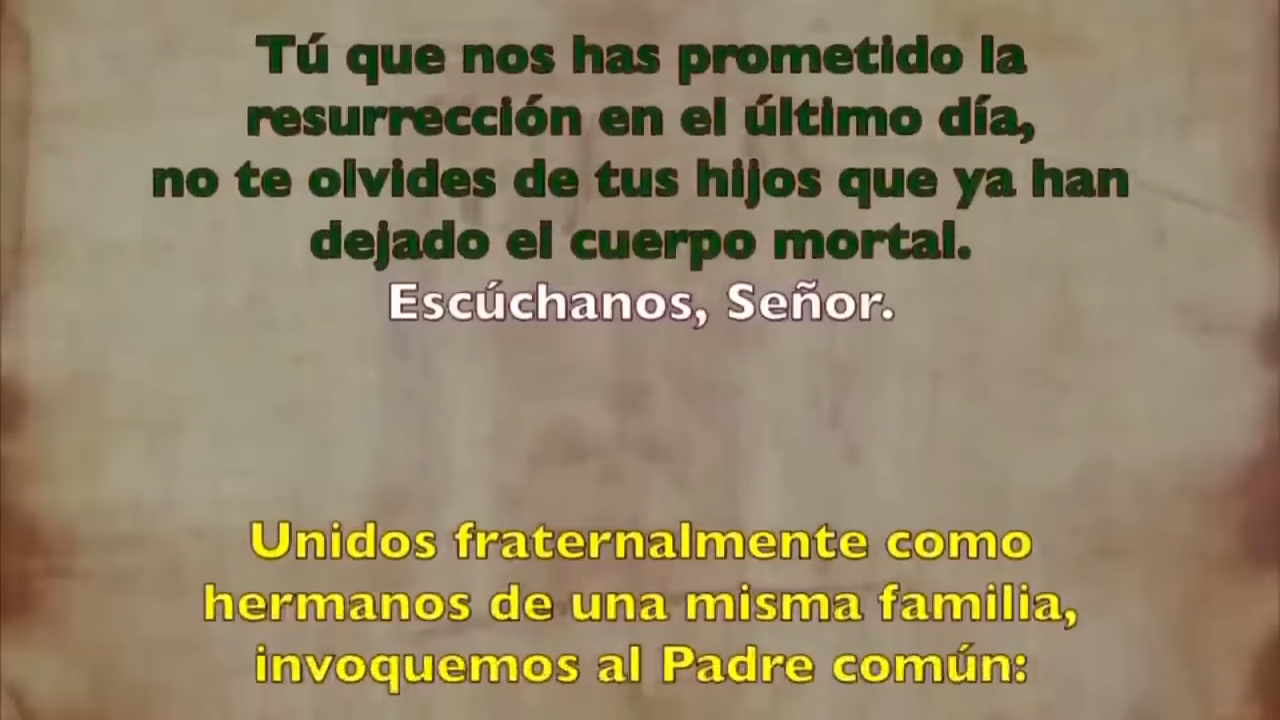 Tú que nos has prometido la
resurrección en el último día,
no te olvides de tus hijos que ya han
dejado el cuerpo mortal.
Escúchanos, Señor.
Unidos fraternalmente como
hermanos de una misma familia,
invoquemos al Padre común: